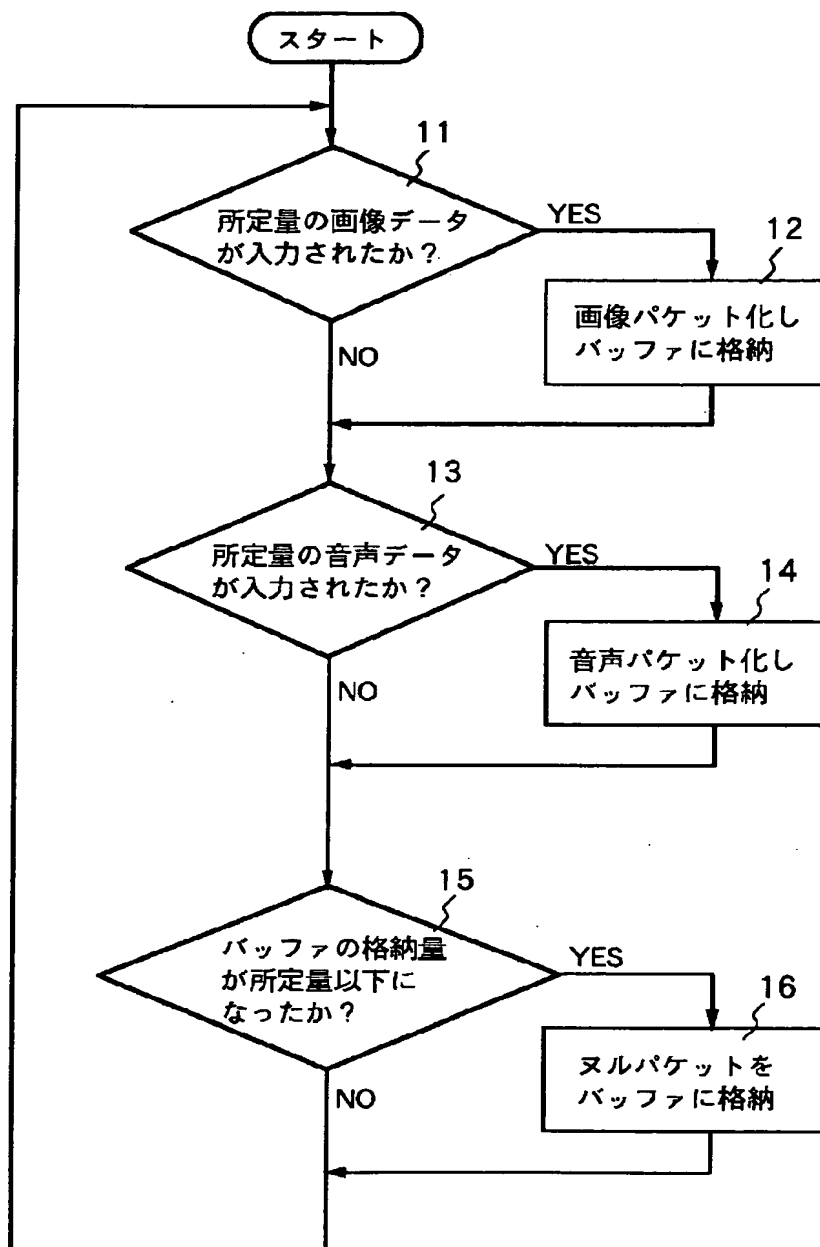 スタート
11
所定量の画像データ
が入力されたか?
YES
12
画像パケット化し
バッファに格納
NO
13
所定量の音声データ
が入力されたか?
YES
14
音声パケット化し
バッファに格納
NO
15
バッファの格納量
が所定量以下に
なったか?
YES
16
ヌルパケットを
バッファに格納
NO